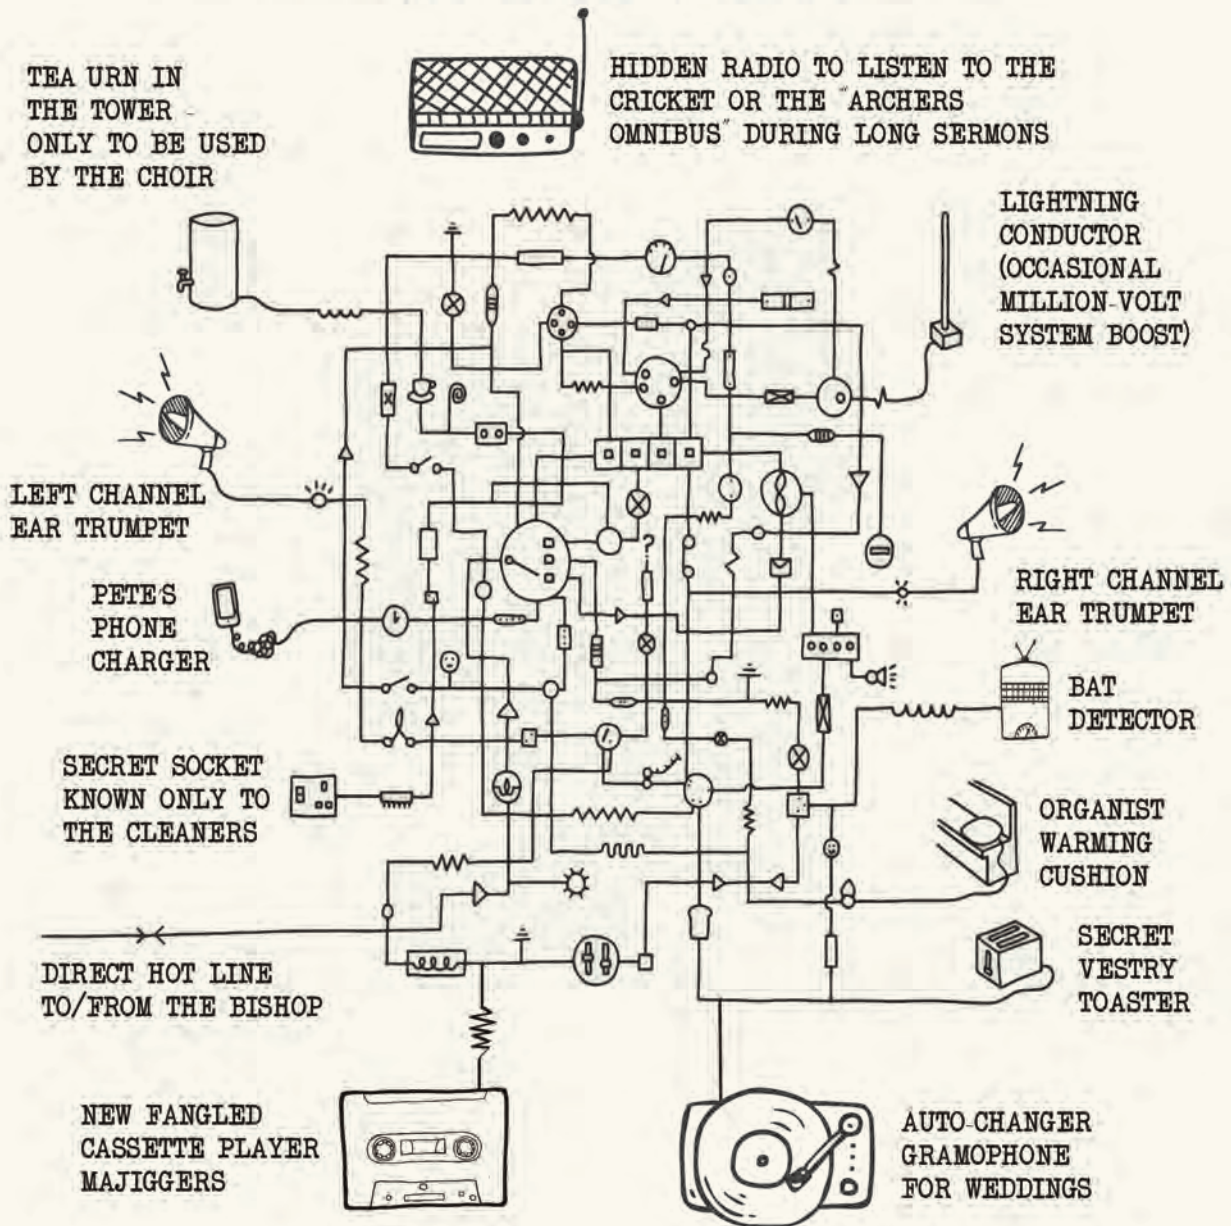 TEA URN IN
THE TOWER
ONLY TO BE USED
BY THE CHOIR
HIDDEN RADIO TO LISTEN TO THE
CRICKET OR THE "ARCHERS
OMNIBUS" DURING LONG SERMONS
LIGHTNING
CONDUCTOR
(OCCASIONAL
MILLION-VOLT
SYSTEM BOOST)
LEFT CHANNEL
EAR TRUMPET
?
RIGHT CHANNEL
EAR TRUMPET
PETE'S
PHONE
CHARGER
BAT
DETECTOR
SECRET SOCKET
KNOWN ONLY TO
THE CLEANERS
ORGANIST
WARMING
CUSHION
DIRECT HOT LINE
TO/FROM THE BISHOP
SECRET
VESTRY
TOASTER
NEW FANGLED
CASSETTE PLAYER
MAJIGGERS
AUTO-CHANGER
GRAMOPHONE
FOR WEDDINGS